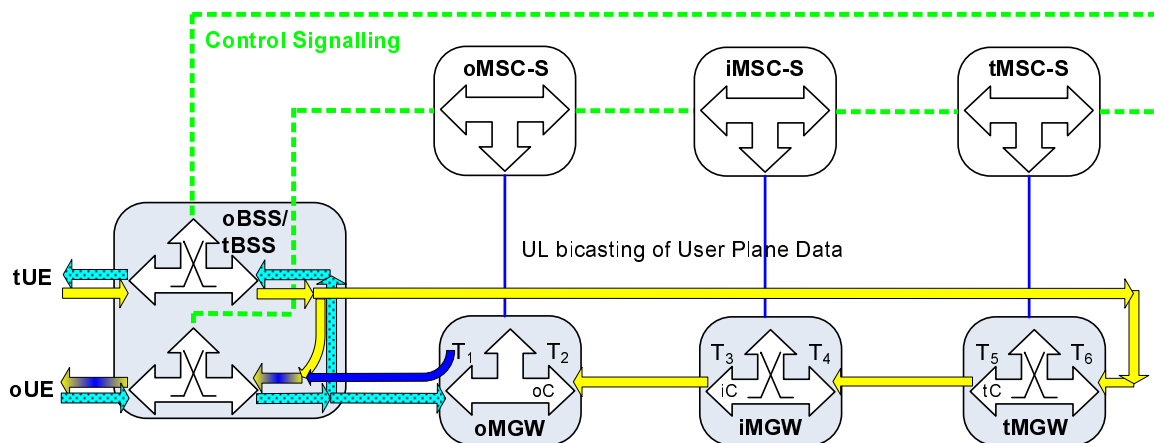 Control Signalling
oMSC-S
iMSC-S
tMSC-S
oBSS/
tBSS
UL bicasting of User Plane Data
tUE
T1
T2
T3
T4
T5
T6
oUE
oC
iC
tC
oMGW
iMGW
tMGW